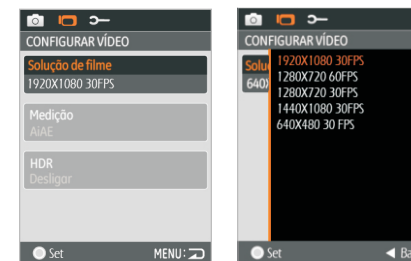 CONFIGURAR VÍDEO
Solução de filme
1920X1080 30FPS
Medição
AiAE
HDR
Desligar
Set MENU:
CONFIGURAR VÍDEO
1920X1080 30FPS
1280X720 60FPS
1280X720 30FPS
1440X1080 30FPS
640X480 30 FPS
Set